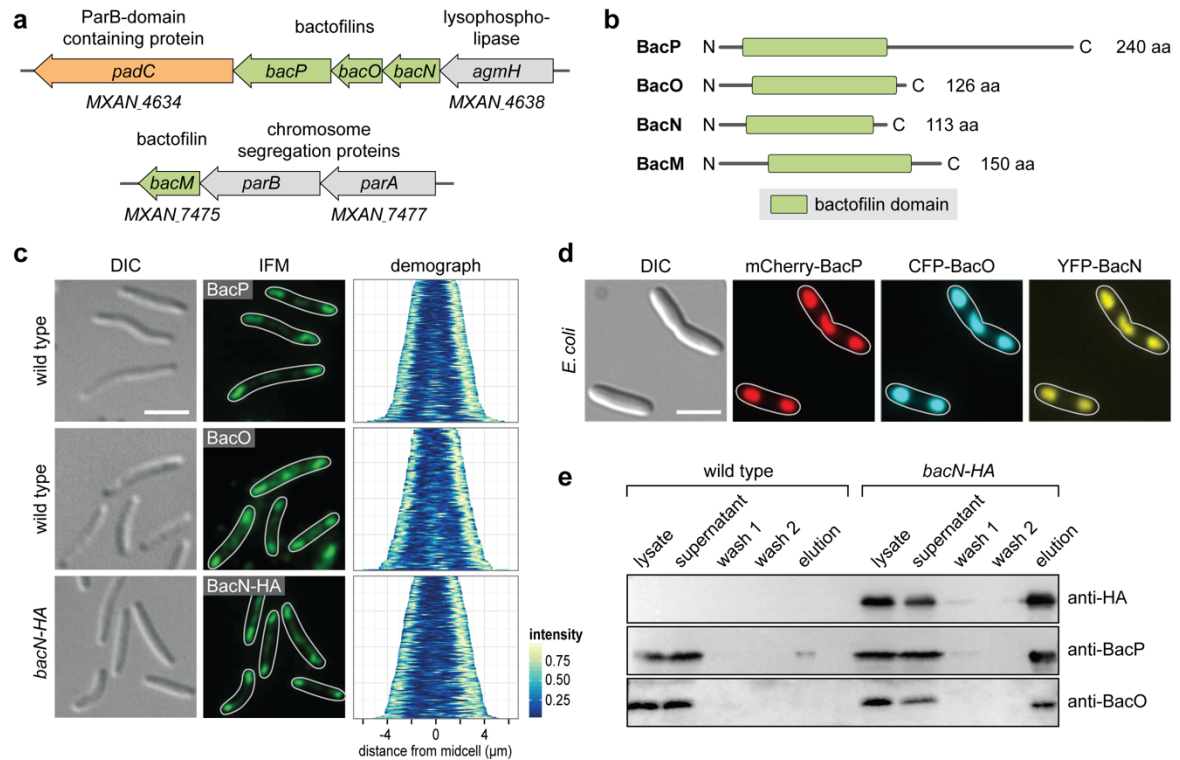 a
ParB-domain
containing protein
bactofilins
lysophospho-
lipase
padC
bacP
bacO
bacN
agmH
MXAN_4634
MXAN_4638
bactofilin
chromosome
segregation proteins
bacM
parB
parA
MXAN_7475
MXAN_7477
b
BacP N C 240 aa
BacO N C 126 aa
BacN N C 113 aa
BacM N C 150 aa
bactofilin domain
c
DIC IFM demograph
wild type
BacP
wild type
BacO
bacN-HA
BacN-HA
intensity
0.75
0.50
0.25
-4 0 4
distance from midcell (µm)
d
DIC mCherry-BacP CFP-BacO YFP-BacN
E. coli
e
wild type bacN-HA
lysate supernatant wash 1 wash 2 elution lysate supernatant wash 1 wash 2 elution
anti-HA
anti-BacP
anti-BacO